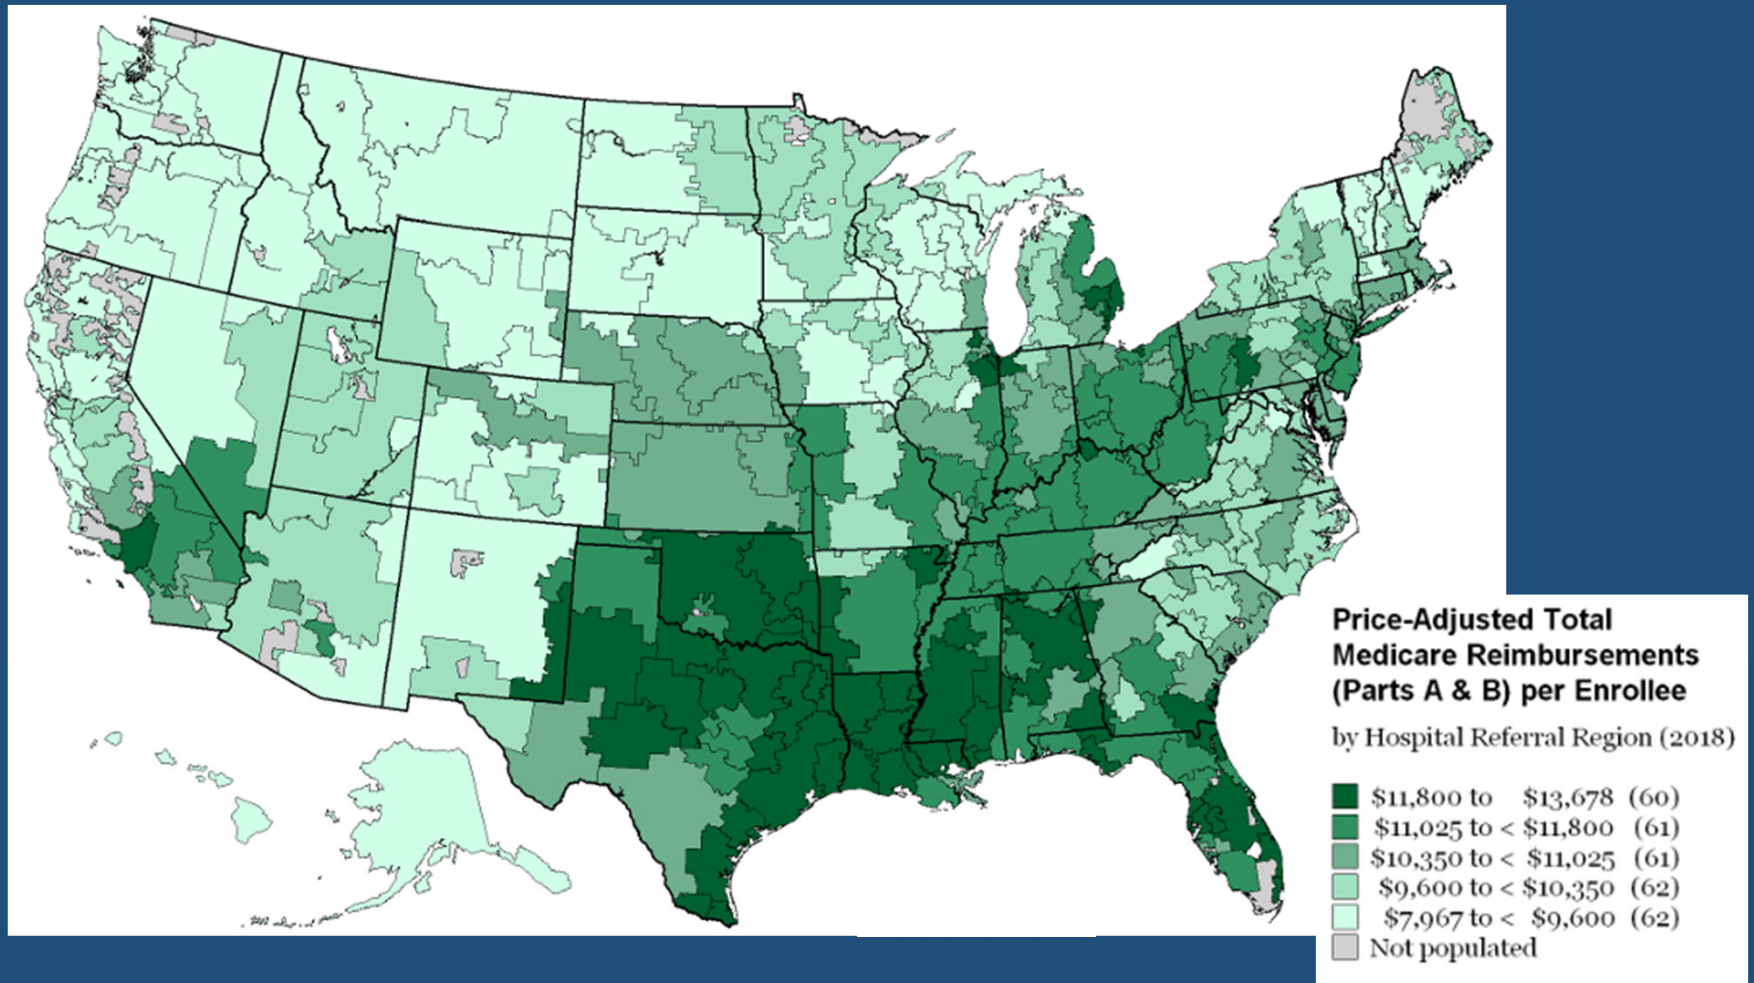 Price-Adjusted Total
Medicare Reimbursements
(Parts A & B) per Enrollee
by Hospital Referral Region (2018)
$11,800 to $13,678 (60)
$11,025 to < $11,800 (61)
$10,350 to < $11,025 (61)
$9,600 to < $10,350 (62)
$7,967 to < $9,600 (62)
Not populated